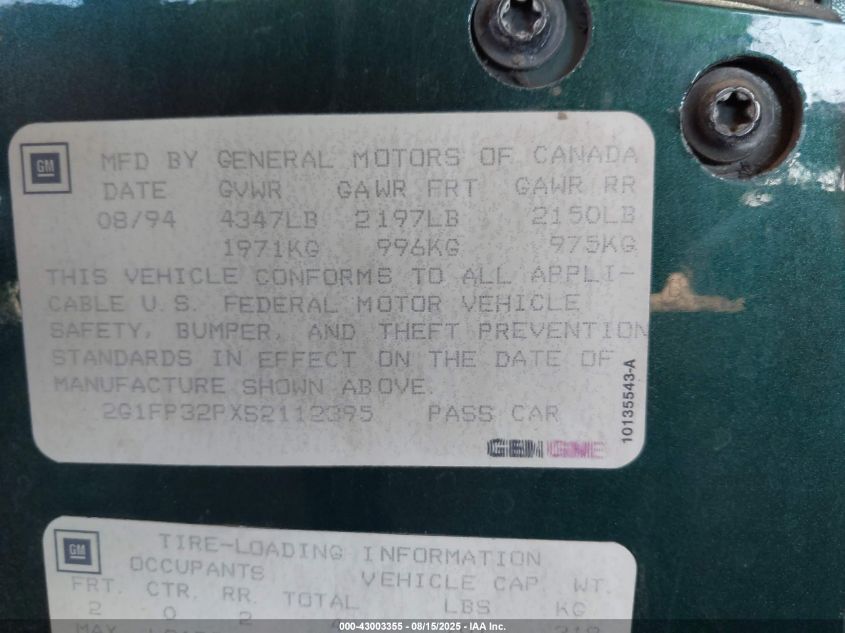 GM
MFD BY GENERAL MOTORS OF CANADA
DATE GVWR GAWR FRT GAWR RR
08/94 4347LB 2197LB 2150LB
1971KG 996KG 975KG
THIS VEHICLE CONFORMS TO ALL APPLI-
CABLE U.S. FEDERAL MOTOR VEHICLE
SAFETY, BUMPER, AND THEFT PREVENTION
STANDARDS IN EFFECT ON THE DATE OF
MANUFACTURE SHOWN ABOVE.
2G1FP32PXS2112395 PASS CAR
10135543-A
GM
TIRE-LOADING INFORMATION
OCCUPANTS VEHICLE CAP WT.
FRT. CTR. RR. TOTAL LBS KG
2 0 2
MAX
000-43003355 - 08/15/2025 - IAA Inc.